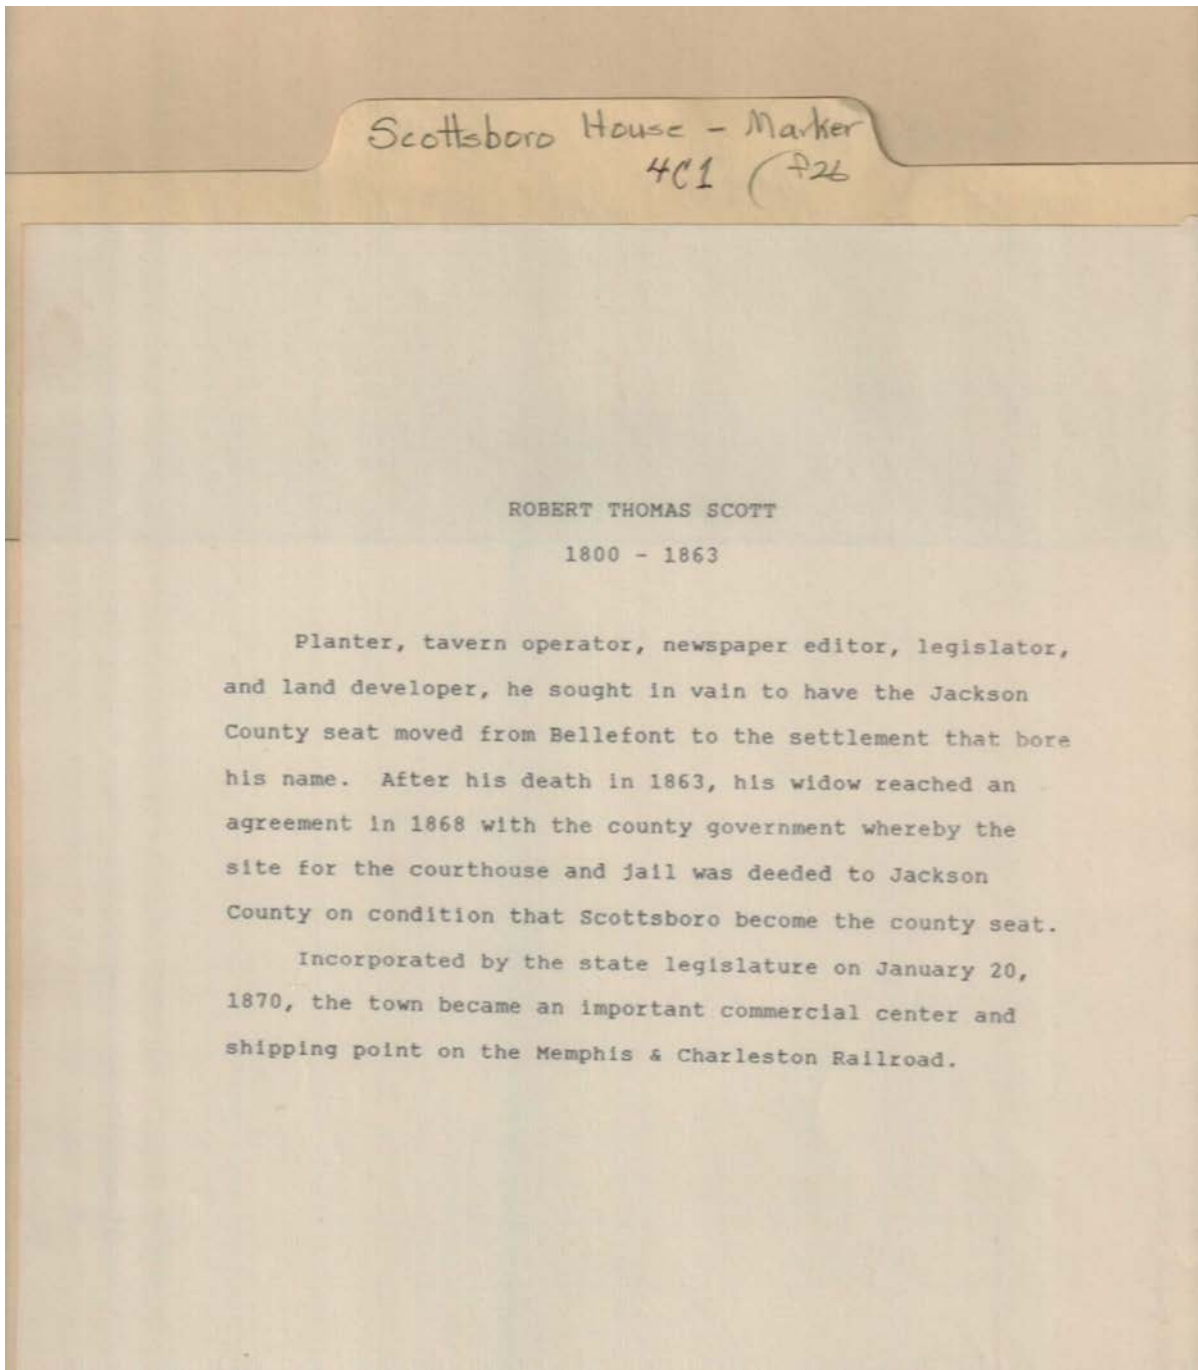 Scottsboro House - Marker
4C1 (f26
ROBERT THOMAS SCOTT
1800 - 1863
Planter, tavern operator, newspaper editor, legislator,
and land developer, he sought in vain to have the Jackson
County seat moved from Bellefont to the settlement that bore
his name.  After his death in 1863, his widow reached an
agreement in 1868 with the county government whereby the
site for the courthouse and jail was deeded to Jackson
County on condition that Scottsboro become the county seat.
Incorporated by the state legislature on January 20,
1870, the town became an important commercial center and
shipping point on the Memphis & Charleston Railroad.